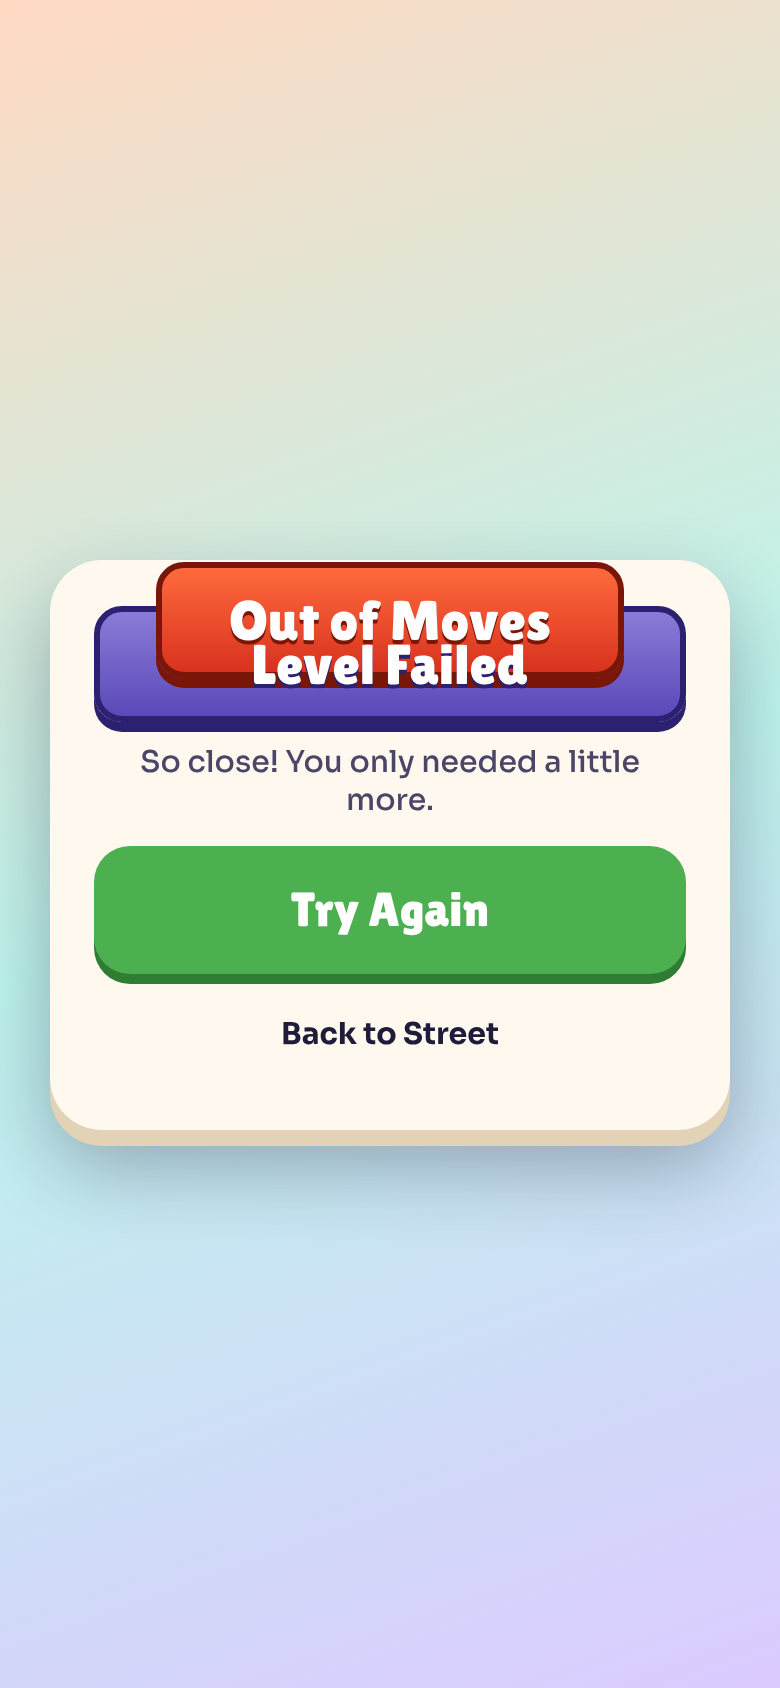 Out of Moves
Level Failed
So close! You only needed a little
more.
Try Again
Back to Street